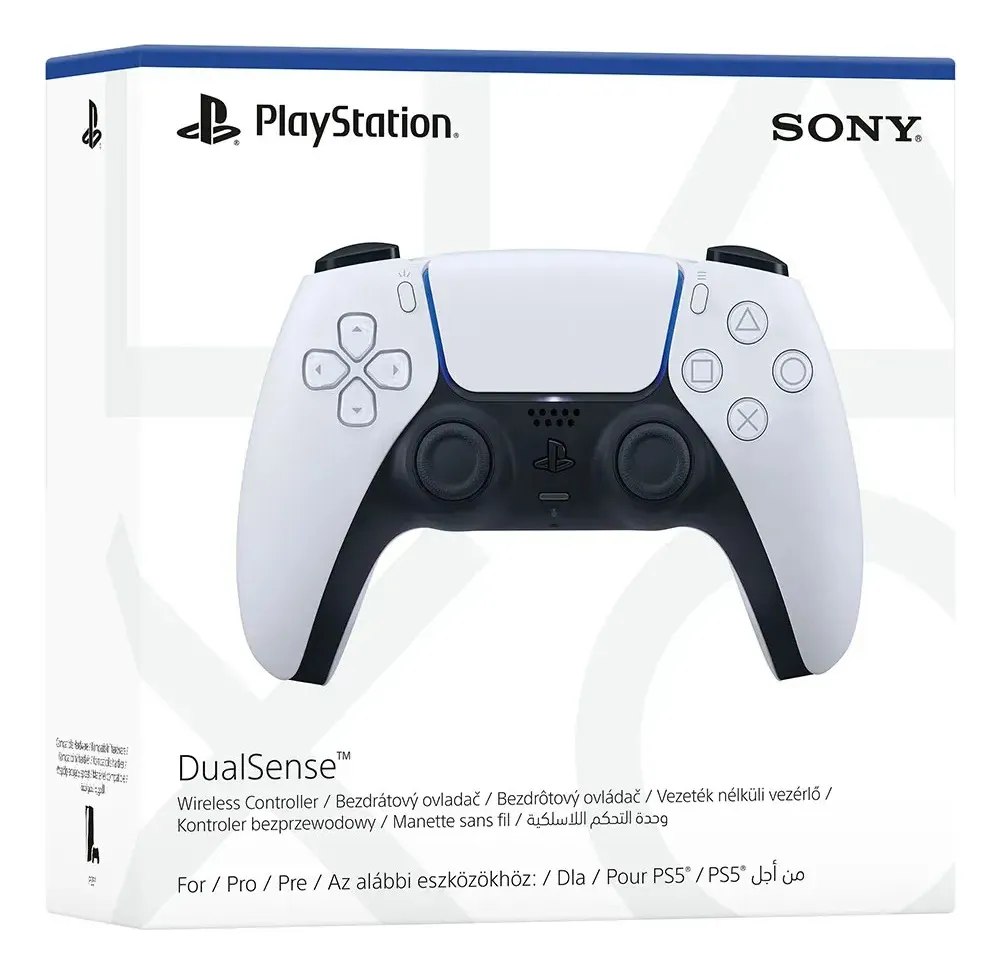 PlayStation®
SONY®
DualSense™
Wireless Controller / Bezdrátový ovladač / Bezdrôtový ovládač / Vezeték nélküli vezérlő /
Kontroler bezprzewodowy / Manette sans fil / وحدة التحكم اللاسلكية
For / Pro / Pre / Az alábbi eszközökhöz: / Dla / Pour PS5® / PS5® من أجل